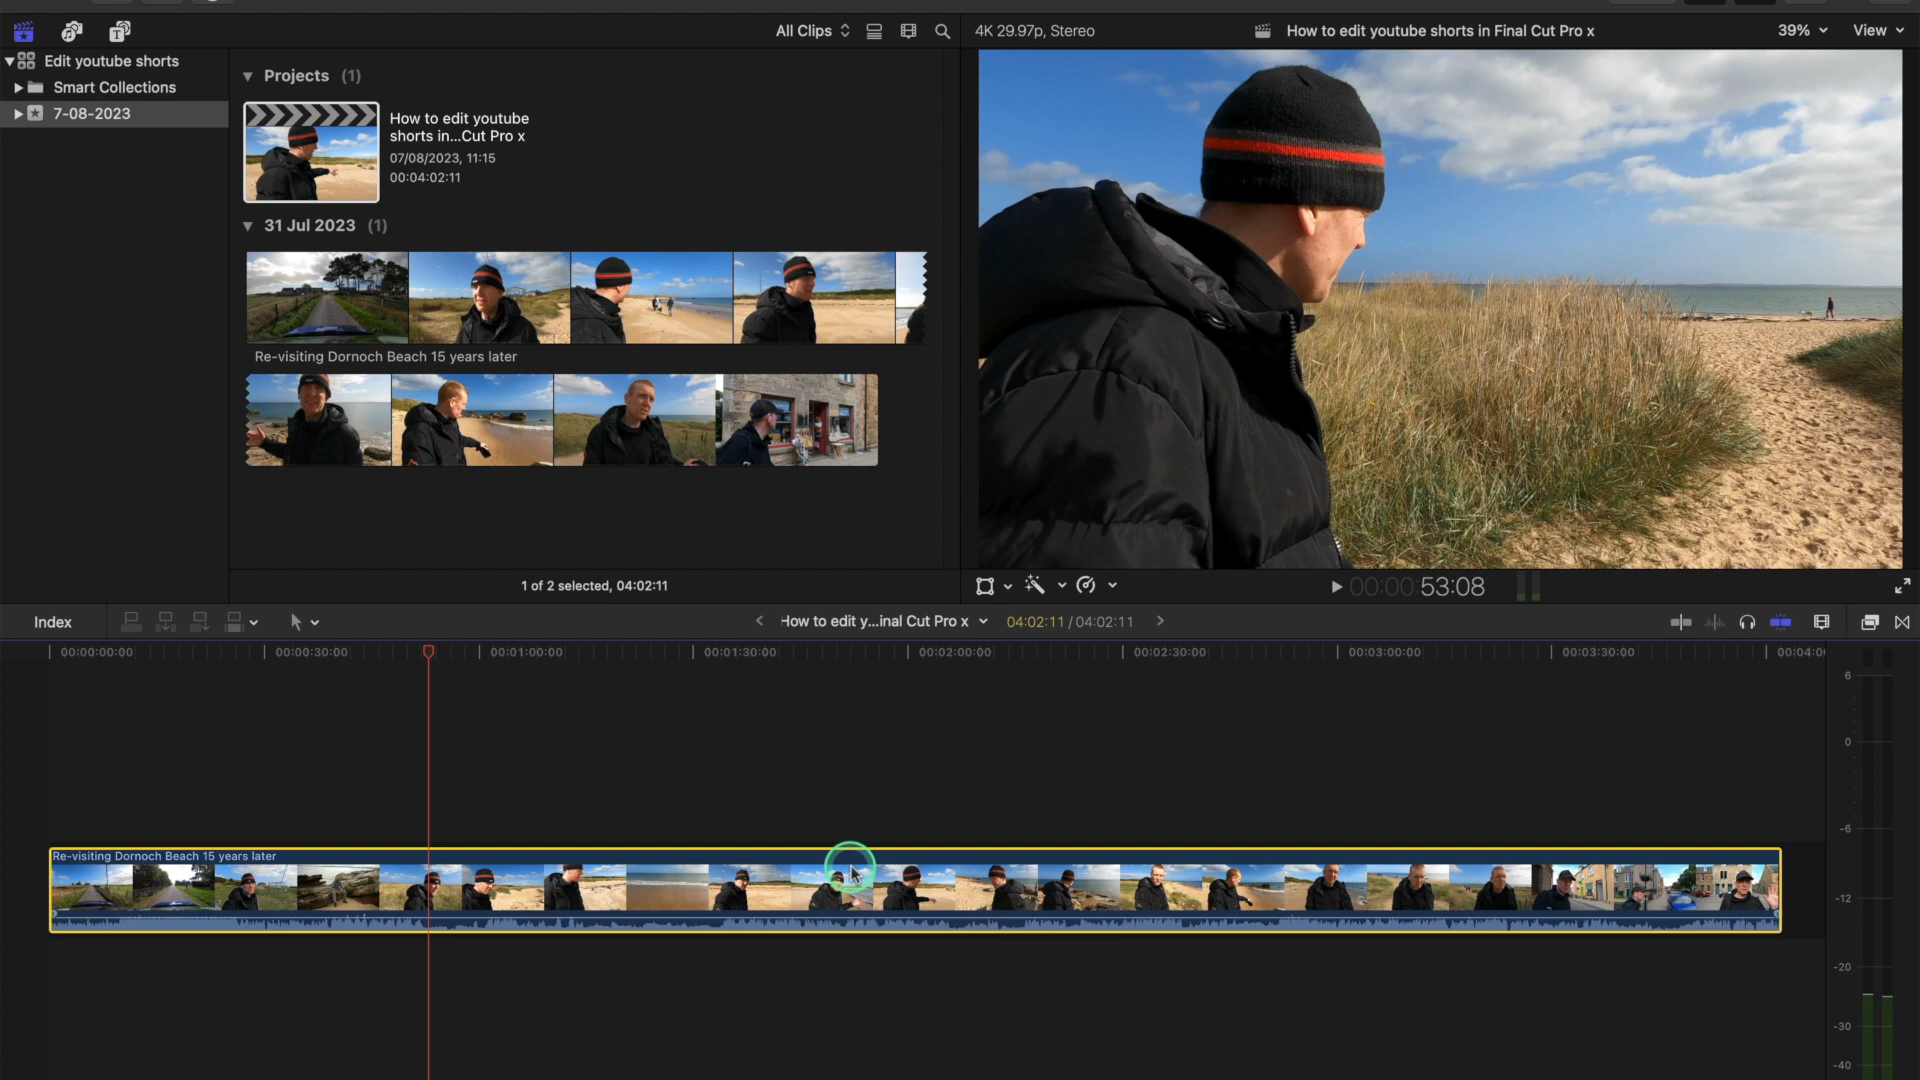 All Clips
4K 29.97p, Stereo
How to edit youtube shorts in Final Cut Pro x
39%
View
Edit youtube shorts
Smart Collections
7-08-2023
Projects (1)
How to edit youtube
shorts in...Cut Pro x
07/08/2023, 11:15
00:04:02:11
31 Jul 2023 (1)
Re-visiting Dornoch Beach 15 years later
1 of 2 selected, 04:02:11
00:00:53:08
Index
How to edit y...inal Cut Pro x
04:02:11 / 04:02:11
00:00:00:00
00:00:30:00
00:01:00:00
00:01:30:00
00:02:00:00
00:02:30:00
00:03:00:00
00:03:30:00
00:04:0
6
0
-6
Re-visiting Dornoch Beach 15 years later
-12
-20
-30
-40